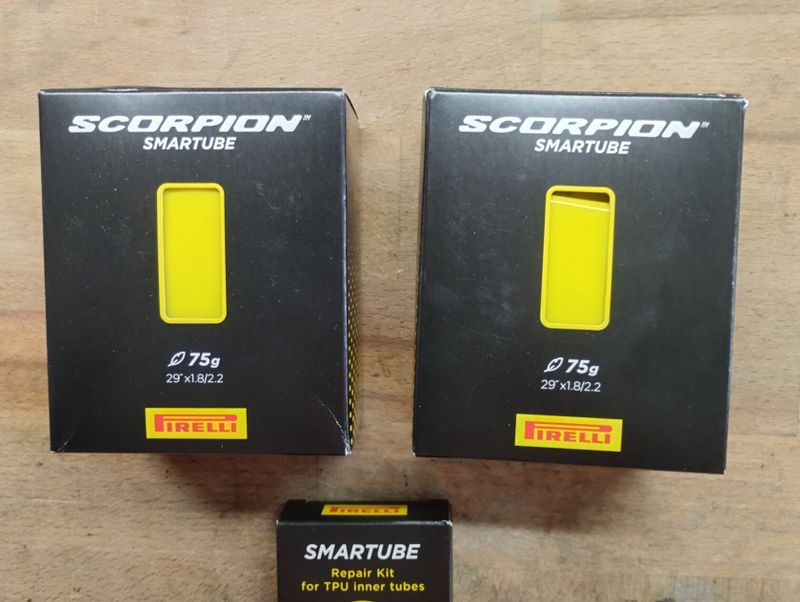 SCORPION™
SMARTUBE
75g
29"x1.8/2.2
PIRELLI
SCORPION™
SMARTUBE
75g
29"x1.8/2.2
PIRELLI
PIRELLI
SMARTUBE
Repair Kit
for TPU inner tubes